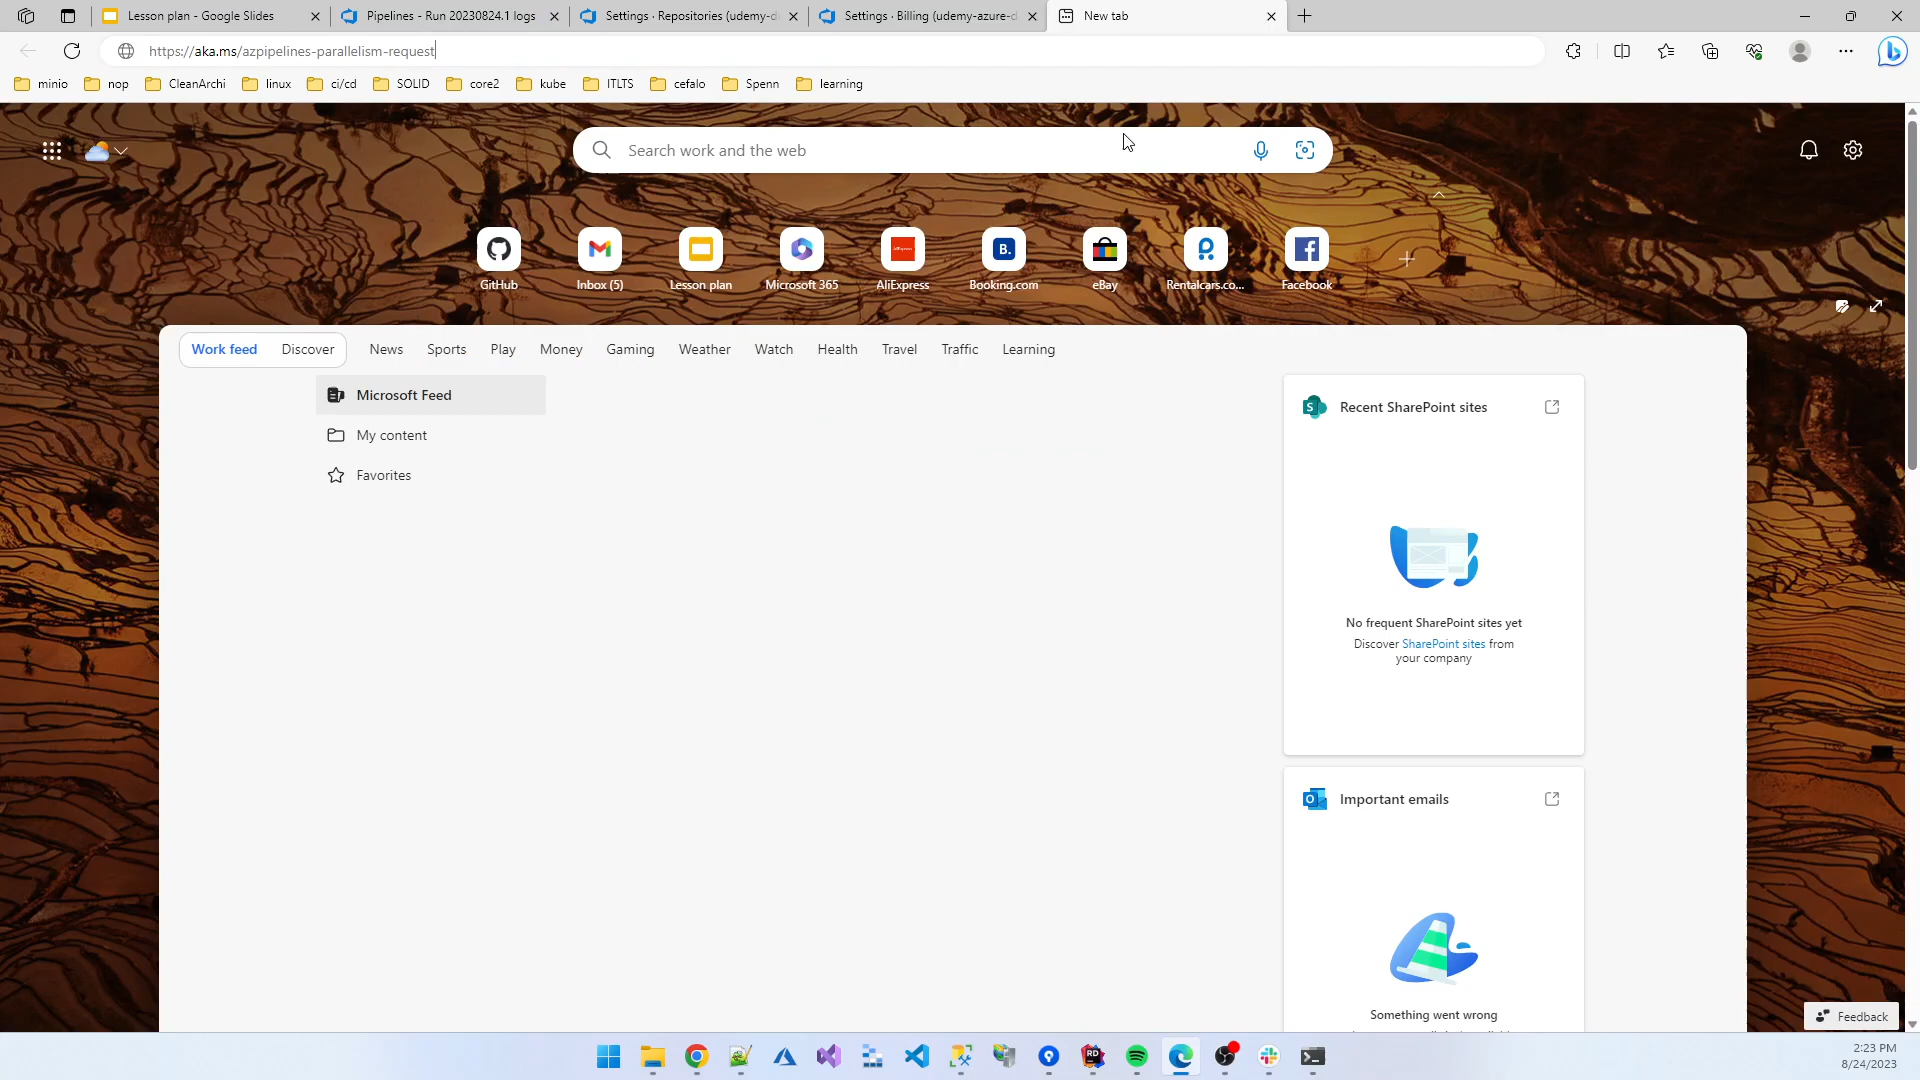 Lesson plan - Google Slides
Pipelines - Run 20230824.1 logs
Settings · Repositories (udemy-d
Settings · Billing (udemy-azure-d
New tab
https://aka.ms/azpipelines-parallelism-request
minio
nop
CleanArchi
linux
ci/cd
SOLID
core2
kube
ITLTS
cefalo
Spenn
learning
Search work and the web
GitHub
Inbox (5)
Lesson plan
Microsoft 365
AliExpress
Booking.com
eBay
Rentalcars.co...
Facebook
Work feed
Discover
News
Sports
Play
Money
Gaming
Weather
Watch
Health
Travel
Traffic
Learning
Microsoft Feed
My content
Favorites
Recent SharePoint sites
No frequent SharePoint sites yet
Discover SharePoint sites from
your company
Important emails
Something went wrong
Feedback
2:23 PM
8/24/2023